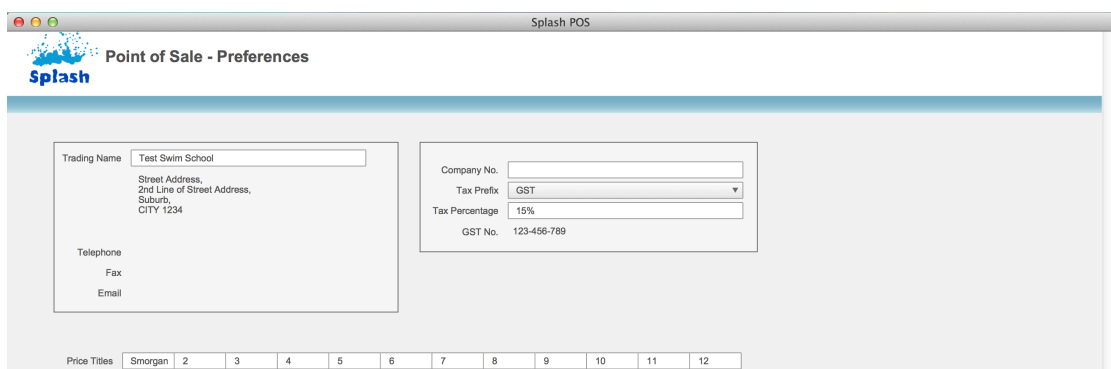 Splash POS
Point of Sale - Preferences
Splash
Trading Name Test Swim School
Street Address,
2nd Line of Street Address,
Suburb,
CITY 1234
Telephone
Fax
Email
Company No.
Tax Prefix GST
Tax Percentage 15%
GST No. 123-456-789
Price Titles Smorgan 2 3 4 5 6 7 8 9 10 11 12